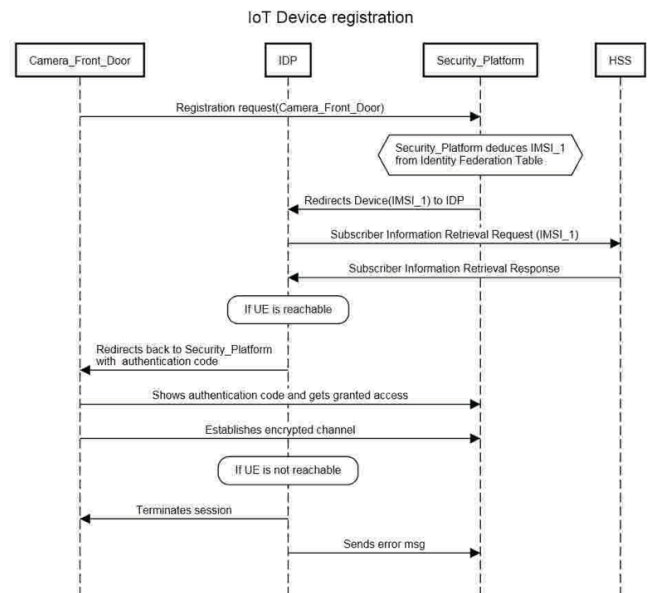 IoT Device registration
Camera_Front_Door
IDP
Security_Platform
HSS
Registration request(Camera_Front_Door)
Security_Platform deduces IMSI_1
from Identity Federation Table
Redirects Device(IMSI_1) to IDP
Subscriber Information Retrieval Request (IMSI_1)
Subscriber Information Retrieval Response
If UE is reachable
Redirects back to Security_Platform
with authentication code
Shows authentication code and gets granted access
Establishes encrypted channel
If UE is not reachable
Terminates session
Sends error msg